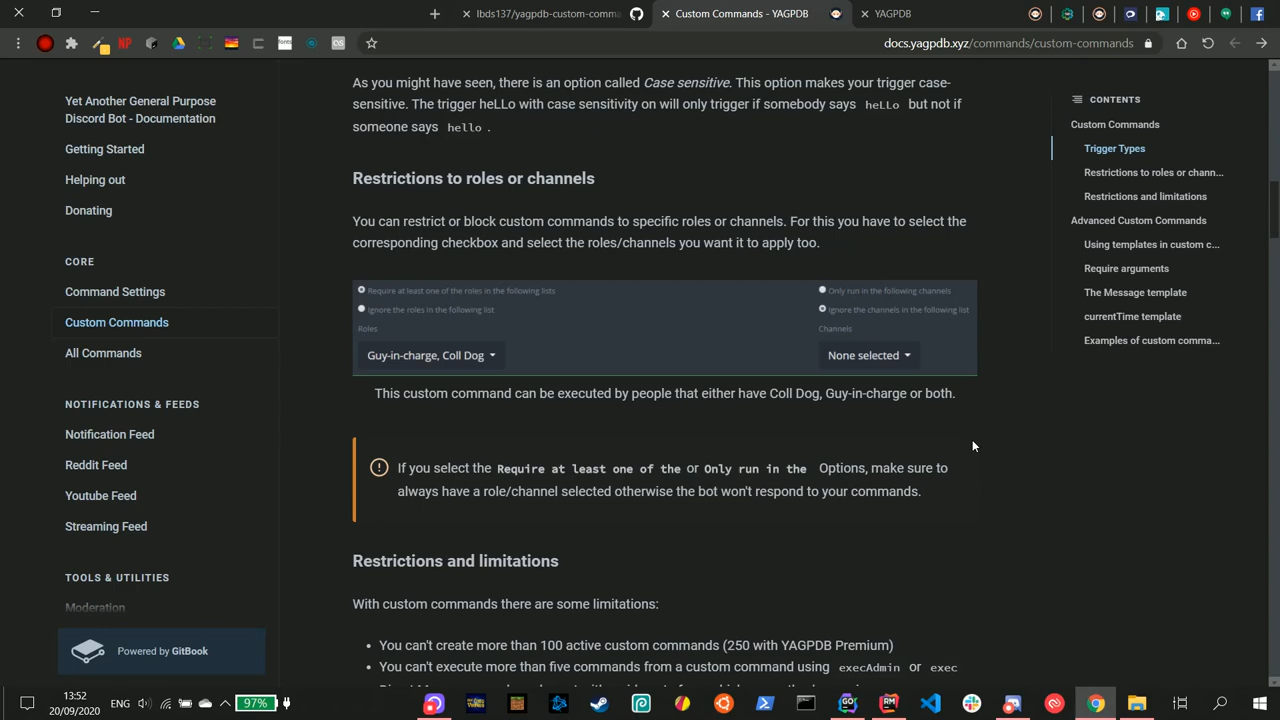 lbds137/yagpdb-custom-comma
Custom Commands - YAGPDB
YAGPDB
docs.yagpdb.xyz/commands/custom-commands
Yet Another General Purpose
Discord Bot - Documentation
Getting Started
Helping out
Donating
CORE
Command Settings
Custom Commands
All Commands
NOTIFICATIONS & FEEDS
Notification Feed
Reddit Feed
Youtube Feed
Streaming Feed
TOOLS & UTILITIES
Moderation
Powered by GitBook
As you might have seen, there is an option called Case sensitive. This option makes your trigger case-
sensitive. The trigger heLLo with case sensitivity on will only trigger if somebody says heLLo but not if
someone says hello .
Restrictions to roles or channels
You can restrict or block custom commands to specific roles or channels. For this you have to select the
corresponding checkbox and select the roles/channels you want it to apply too.
Require at least one of the roles in the following lists
Ignore the roles in the following list
Roles
Guy-in-charge, Coll Dog
Only run in the following channels
Ignore the channels in the following list
Channels
None selected
This custom command can be executed by people that either have Coll Dog, Guy-in-charge or both.
If you select the Require at least one of the or Only run in the Options, make sure to
always have a role/channel selected otherwise the bot won't respond to your commands.
Restrictions and limitations
With custom commands there are some limitations:
• You can't create more than 100 active custom commands (250 with YAGPDB Premium)
• You can't execute more than five commands from a custom command using execAdmin or exec
CONTENTS
Custom Commands
Trigger Types
Restrictions to roles or chann...
Restrictions and limitations
Advanced Custom Commands
Using templates in custom c...
Require arguments
The Message template
currentTime template
Examples of custom comma...
13:52
20/09/2020
ENG
97%